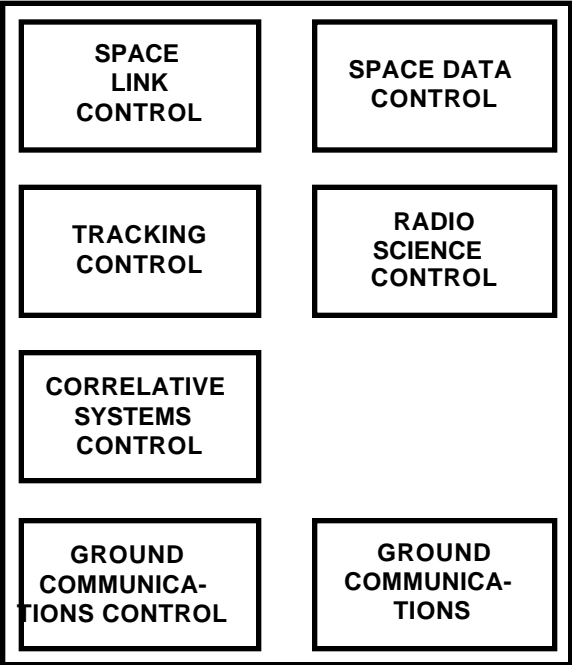 SPACE
LINK
CONTROL
SPACE DATA
CONTROL
TRACKING
CONTROL
RADIO
SCIENCE
CONTROL
CORRELATIVE
SYSTEMS
CONTROL
GROUND
COMMUNICA-
TIONS CONTROL
GROUND
COMMUNICA-
TIONS